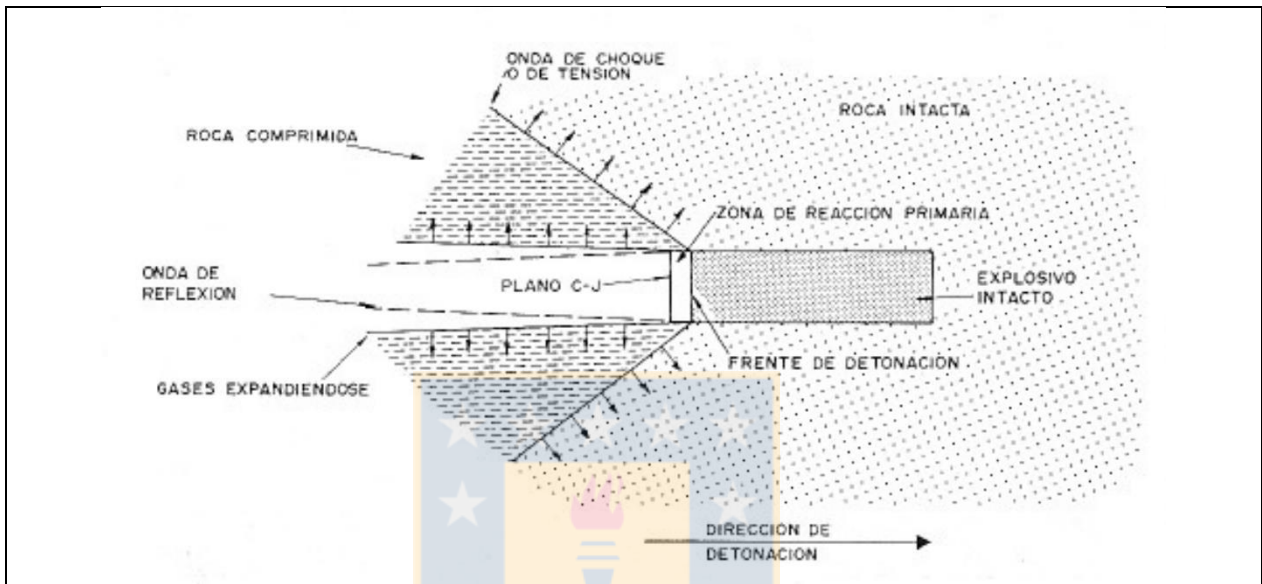 ONDA DE CHOQUE
O DE TENSION
ROCA INTACTA
ROCA COMPRIMIDA
ZONA DE REACCION PRIMARIA
ONDA DE
REFLEXION
PLANO C-J
EXPLOSIVO
INTACTO
FRENTE DE DETONACION
GASES EXPANDIENDOSE
DIRECCION DE
DETONACION